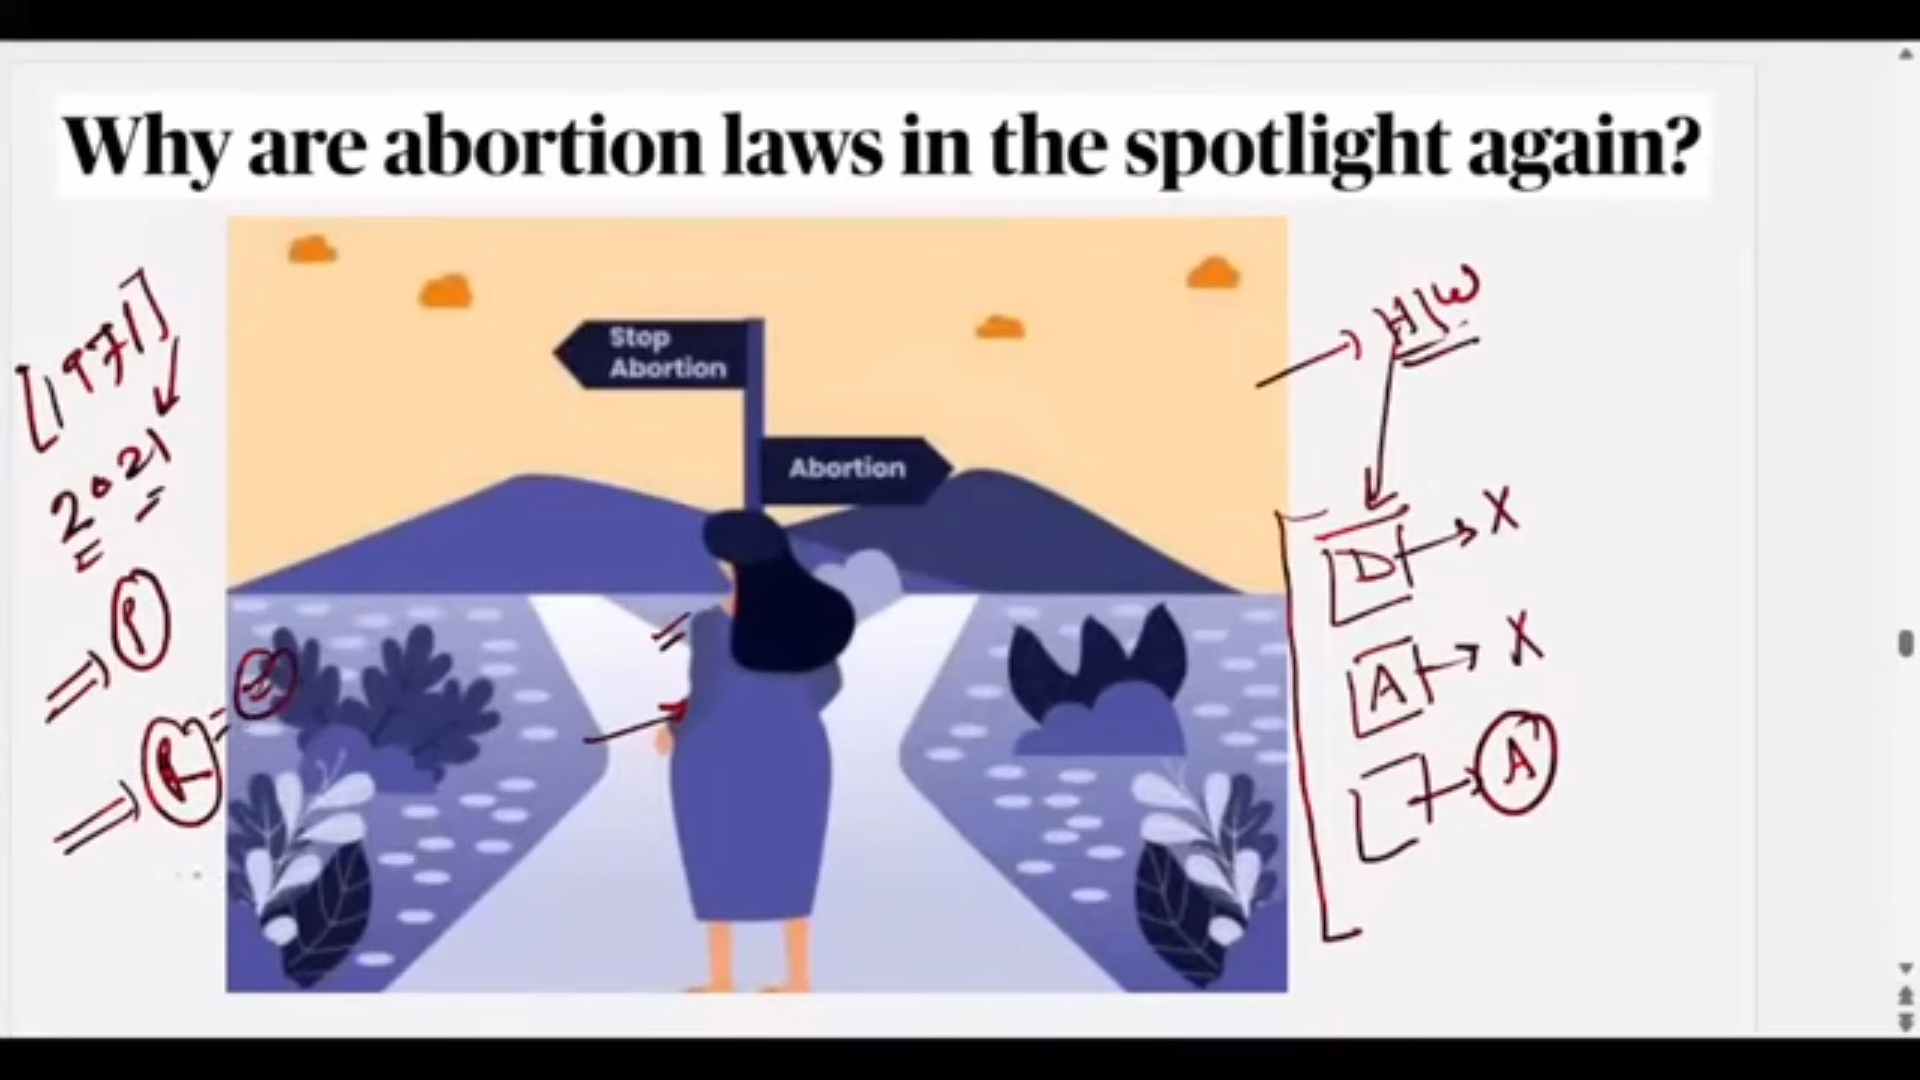 Why are abortion laws in the spotlight again?
Stop
Abortion
Abortion
[1971]
2021
P
R
H/W
D → X
A → X
A